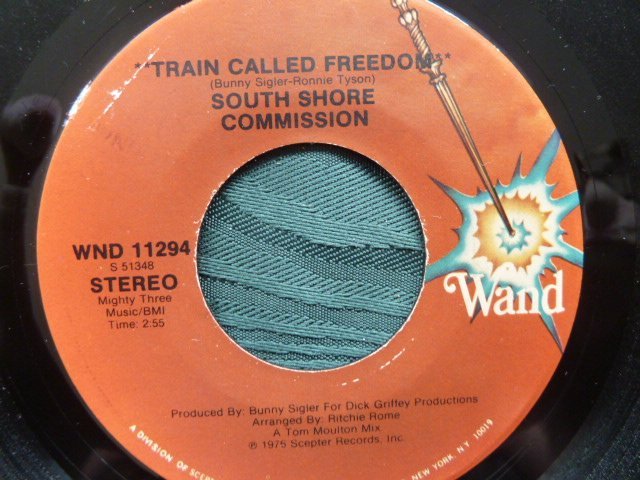 **TRAIN CALLED FREEDOM**
(Bunny Sigler-Ronnie Tyson)
SOUTH SHORE
COMMISSION
WND 11294
S 51348
STEREO
Mighty Three
Music/BMI
Time: 2:55
Wand
Produced By: Bunny Sigler For Dick Griffey Productions
Arranged By: Ritchie Rome
A Tom Moulton Mix
℗ 1975 Scepter Records, Inc.
A DIVISION OF SCEPT
W YORK, N.Y. 10019